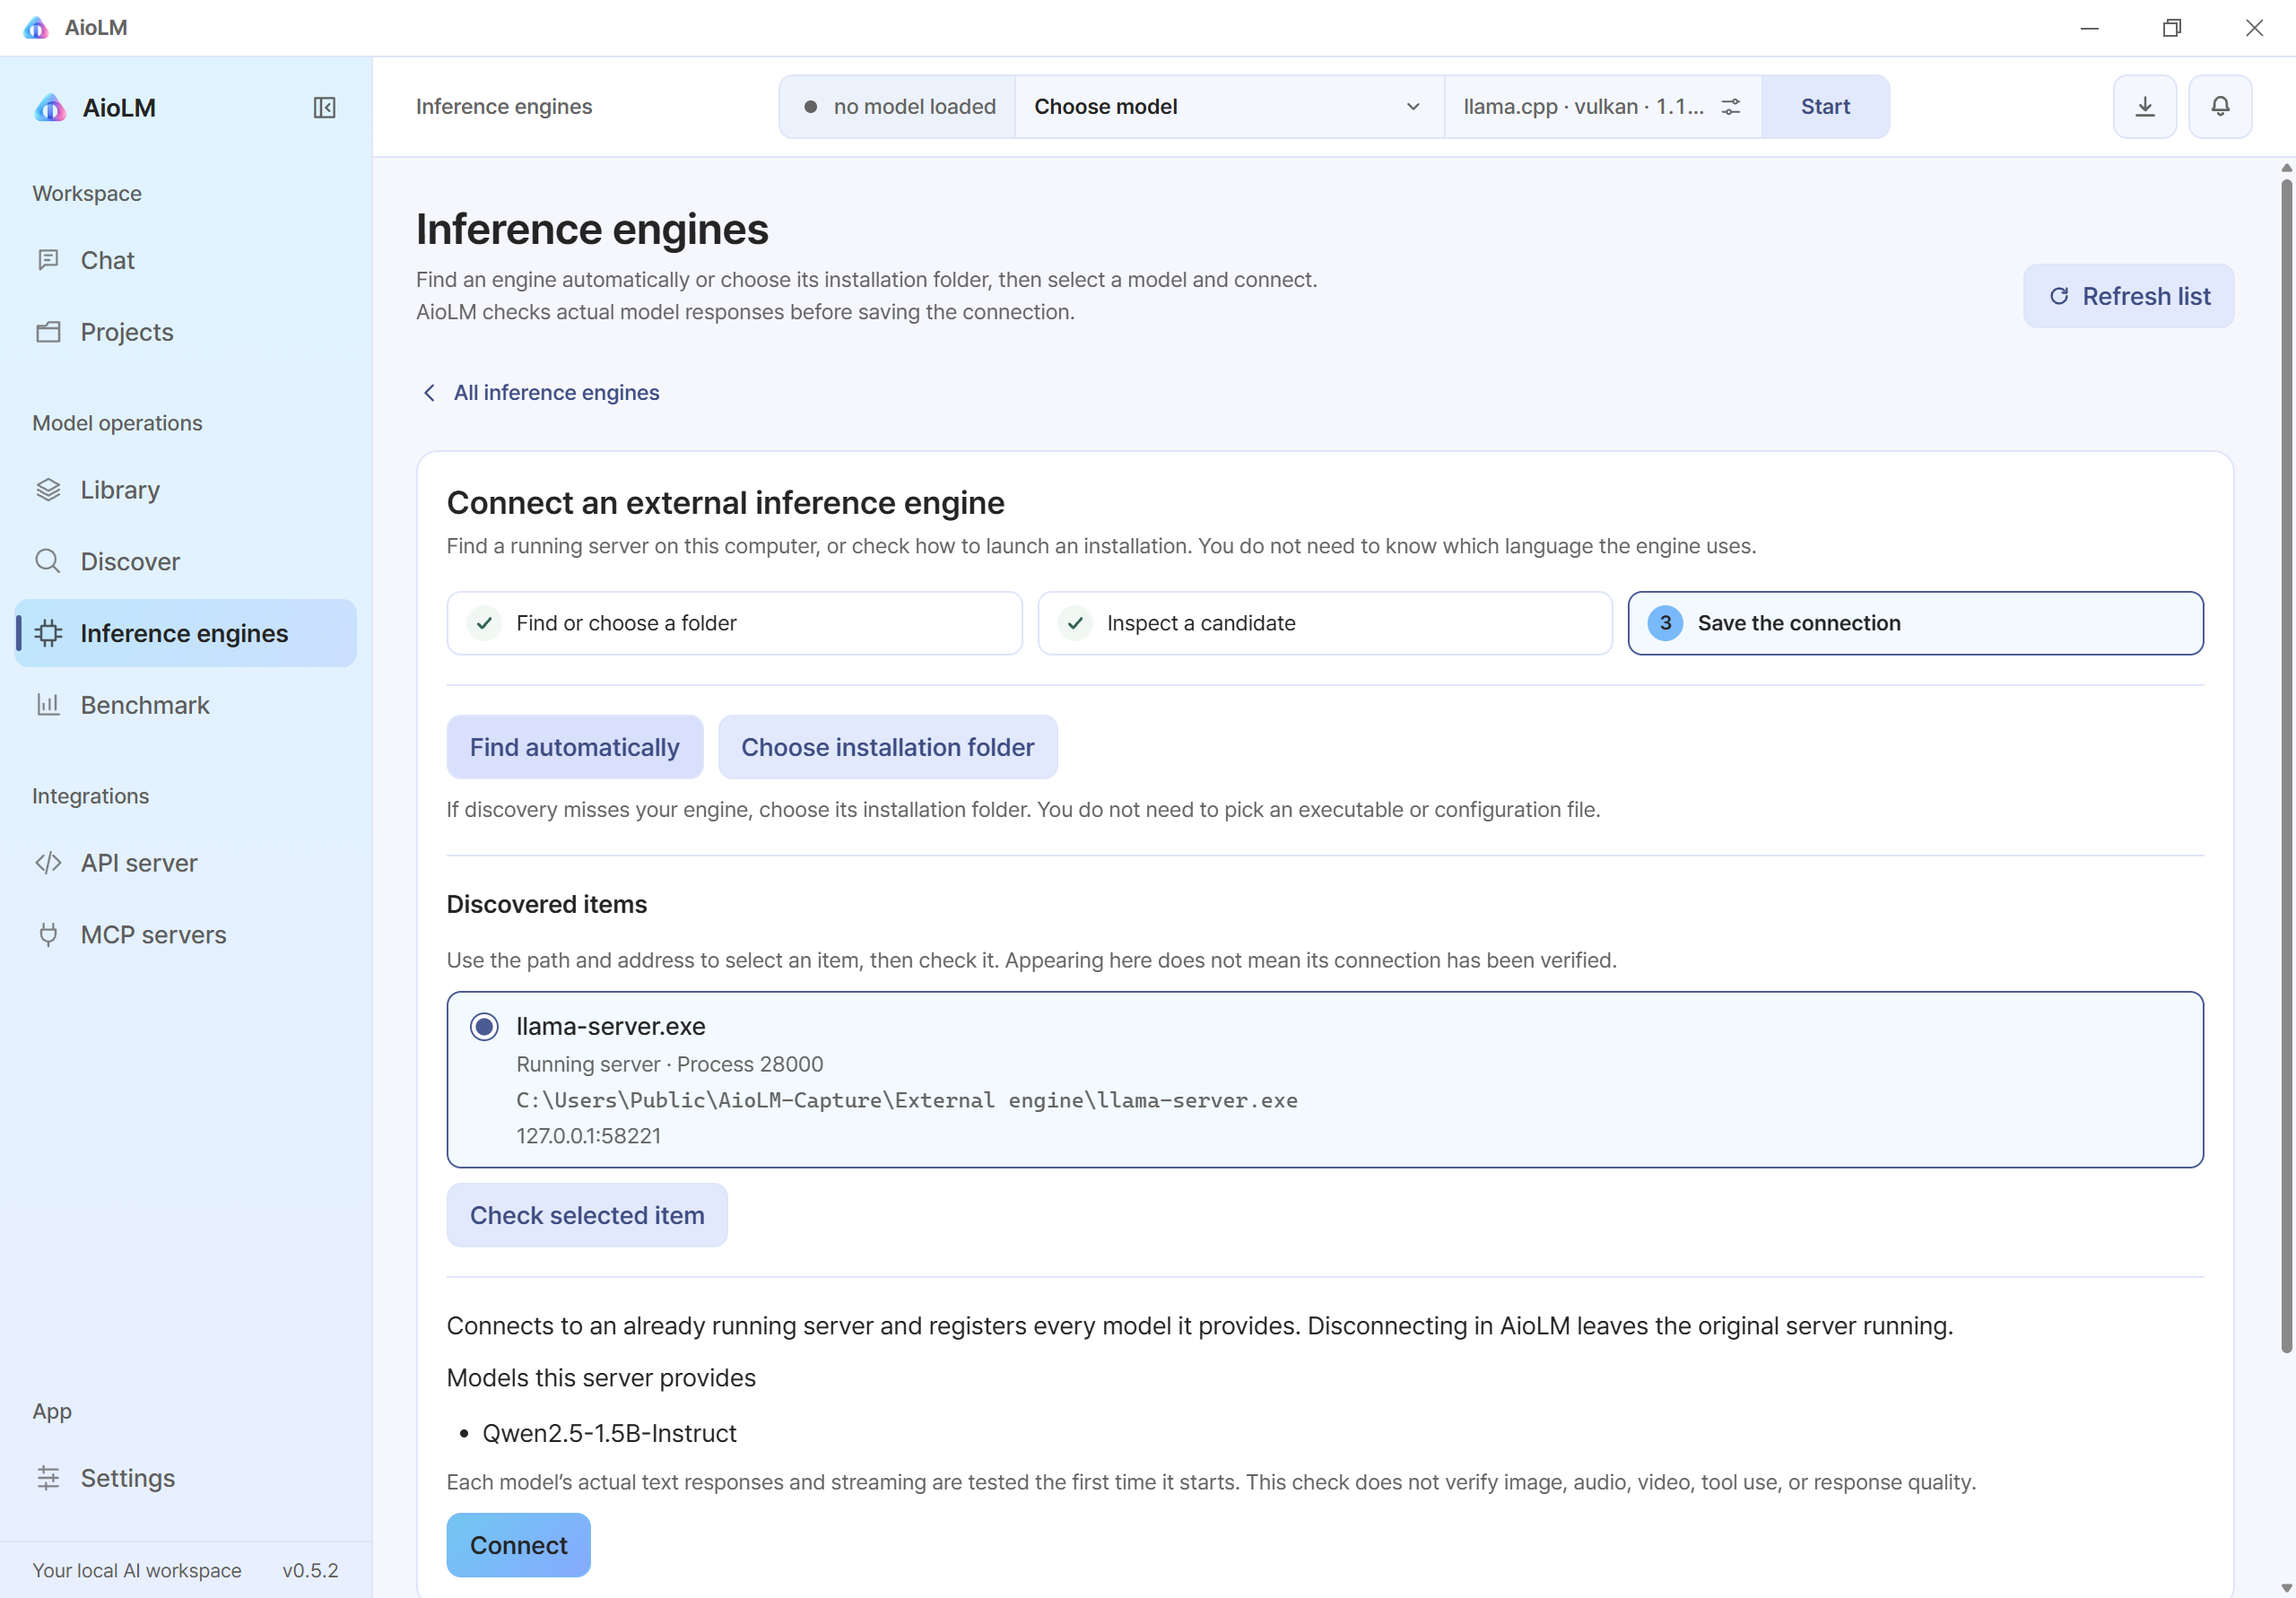 AioLM
AioLM
Workspace
Chat
Projects
Model operations
Library
Discover
Inference engines
Benchmark
Integrations
API server
MCP servers
App
Settings
Your local AI workspace v0.5.2
Inference engines
no model loaded
Choose model
llama.cpp · vulkan · 1.1...
Start
Inference engines
Find an engine automatically or choose its installation folder, then select a model and connect.
AioLM checks actual model responses before saving the connection.
Refresh list
All inference engines
Connect an external inference engine
Find a running server on this computer, or check how to launch an installation. You do not need to know which language the engine uses.
Find or choose a folder
Inspect a candidate
3 Save the connection
Find automatically
Choose installation folder
If discovery misses your engine, choose its installation folder. You do not need to pick an executable or configuration file.
Discovered items
Use the path and address to select an item, then check it. Appearing here does not mean its connection has been verified.
llama-server.exe
Running server · Process 28000
C:\Users\Public\AioLM-Capture\External engine\llama-server.exe
127.0.0.1:58221
Check selected item
Connects to an already running server and registers every model it provides. Disconnecting in AioLM leaves the original server running.
Models this server provides
• Qwen2.5-1.5B-Instruct
Each model’s actual text responses and streaming are tested the first time it starts. This check does not verify image, audio, video, tool use, or response quality.
Connect